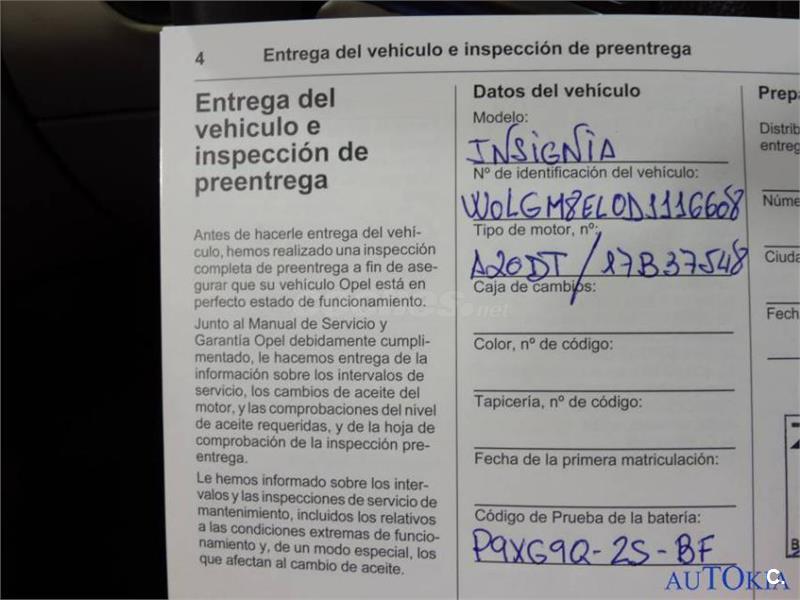 4 Entrega del vehiculo e inspección de preentrega
Entrega del
vehiculo e
inspección de
preentrega
Antes de hacerle entrega del vehí-
culo, hemos realizado una inspección
completa de preentrega a fin de ase-
gurar que su vehículo Opel está en
perfecto estado de funcionamiento.
Junto al Manual de Servicio y
Garantía Opel debidamente cumpli-
mentado, le hacemos entrega de la
información sobre los intervalos de
servicio, los cambios de aceite del
motor, y las comprobaciones del nivel
de aceite requeridas, y de la hoja de
comprobación de la inspección pre-
entrega.
Le hemos informado sobre los inter-
valos y las inspecciones de servicio de
mantenimiento, incluidos los relativos
a las condiciones extremas de funcio-
namiento y, de un modo especial, los
que afectan al cambio de aceite.
Datos del vehículo
Modelo:
INSIGNIA
Nº de identificación del vehículo:
W0LGM8EL0D1116608
Tipo de motor, nº:
A20DT / 17B37548
Caja de cambios:
Color, nº de código:
Tapicería, nº de código:
Fecha de la primera matriculación:
Código de Prueba de la batería:
P9XG9Q-2S-BF
Prepa
Distrib
entreg
Núme
Ciuda
Fech
B
AUTOKIA